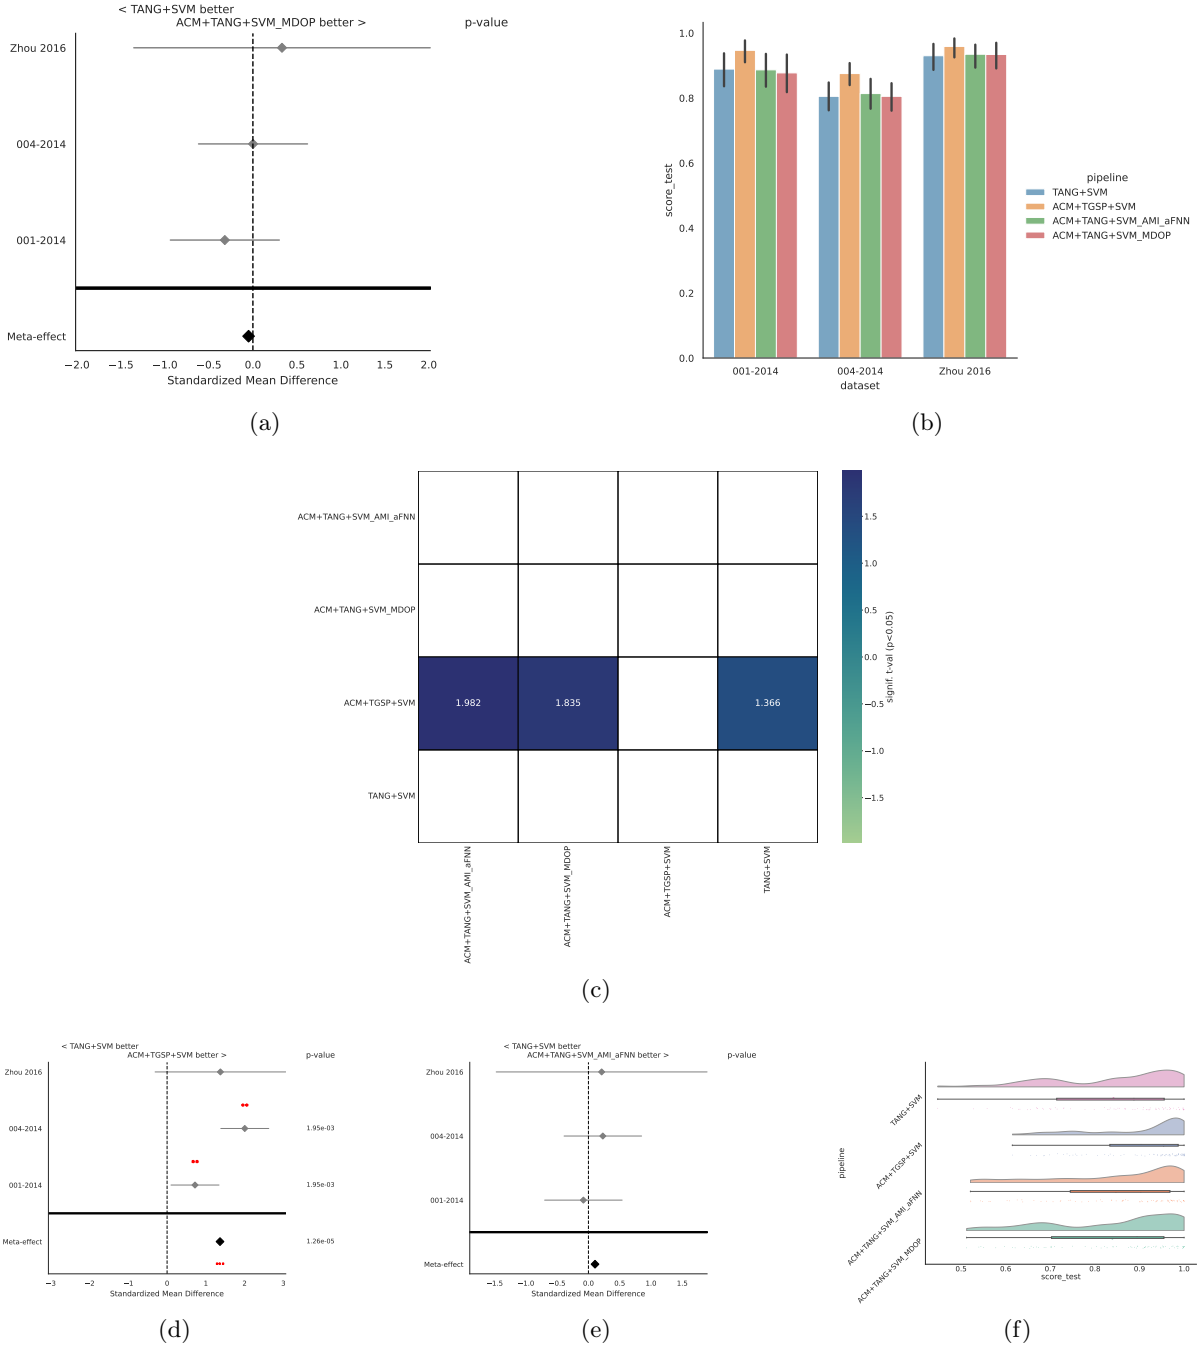 < TANG+SVM better
ACM+TANG+SVM_MDOP better >
p-value
Zhou 2016
004-2014
001-2014
Meta-effect
−2.0 −1.5 −1.0 −0.5 0.0 0.5 1.0 1.5 2.0
Standardized Mean Difference
(a)
1.0
0.8
0.6
0.4
0.2
0.0
score_test
001-2014 004-2014 Zhou 2016
dataset
pipeline
TANG+SVM
ACM+TGSP+SVM
ACM+TANG+SVM_AMI_aFNN
ACM+TANG+SVM_MDOP
(b)
ACM+TANG+SVM_AMI_aFNN
ACM+TANG+SVM_MDOP
ACM+TGSP+SVM
TANG+SVM
1.982 1.835 1.366
ACM+TANG+SVM_AMI_aFNN
ACM+TANG+SVM_MDOP
ACM+TGSP+SVM
TANG+SVM
1.5
1.0
0.5
0.0
−0.5
−1.0
−1.5
signif. t-val (p<0.05)
(c)
< TANG+SVM better
ACM+TGSP+SVM better >
p-value
Zhou 2016
004-2014 1.95e-03
001-2014 1.95e-03
Meta-effect 1.26e-05
−3 −2 −1 0 1 2 3
Standardized Mean Difference
(d)
< TANG+SVM better
ACM+TANG+SVM_AMI_aFNN better >
p-value
Zhou 2016
004-2014
001-2014
Meta-effect
−1.5 −1.0 −0.5 0.0 0.5 1.0 1.5
Standardized Mean Difference
(e)
pipeline
TANG+SVM
ACM+TGSP+SVM
ACM+TANG+SVM_AMI_aFNN
ACM+TANG+SVM_MDOP
0.5 0.6 0.7 0.8 0.9 1.0
score_test
(f)